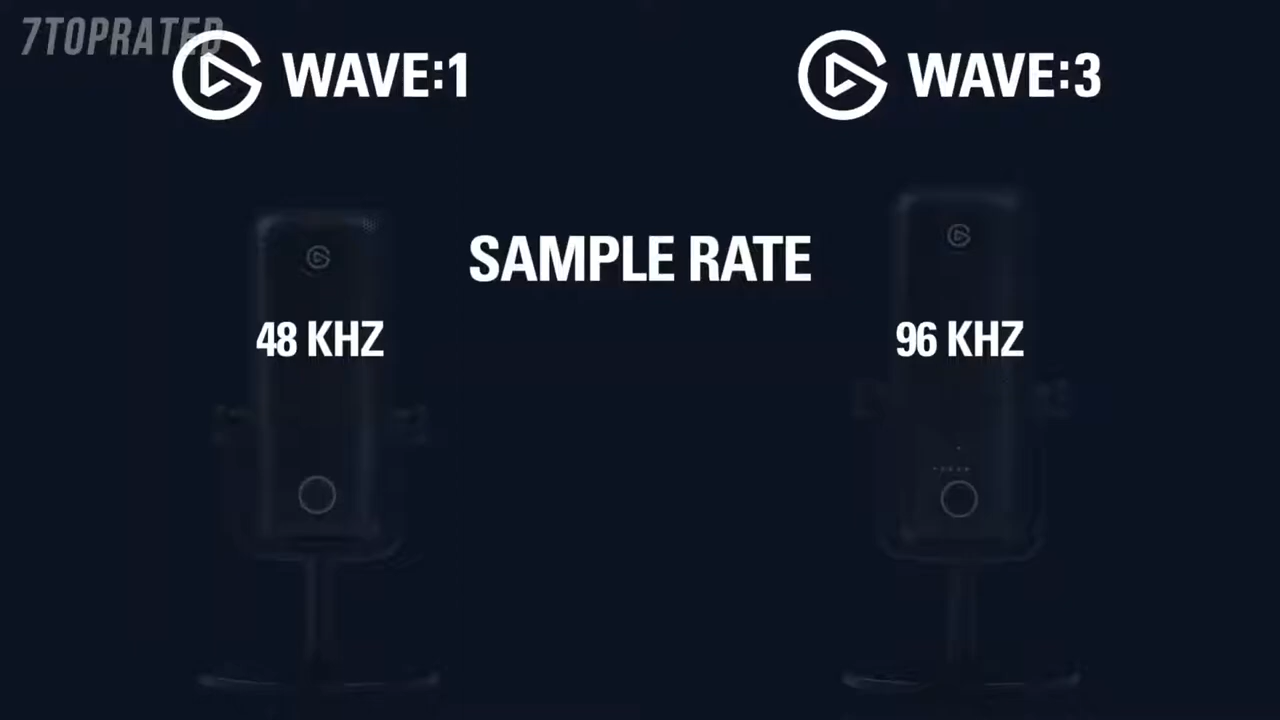 7TOPRATED
WAVE:1
WAVE:3
SAMPLE RATE
48 KHZ
96 KHZ